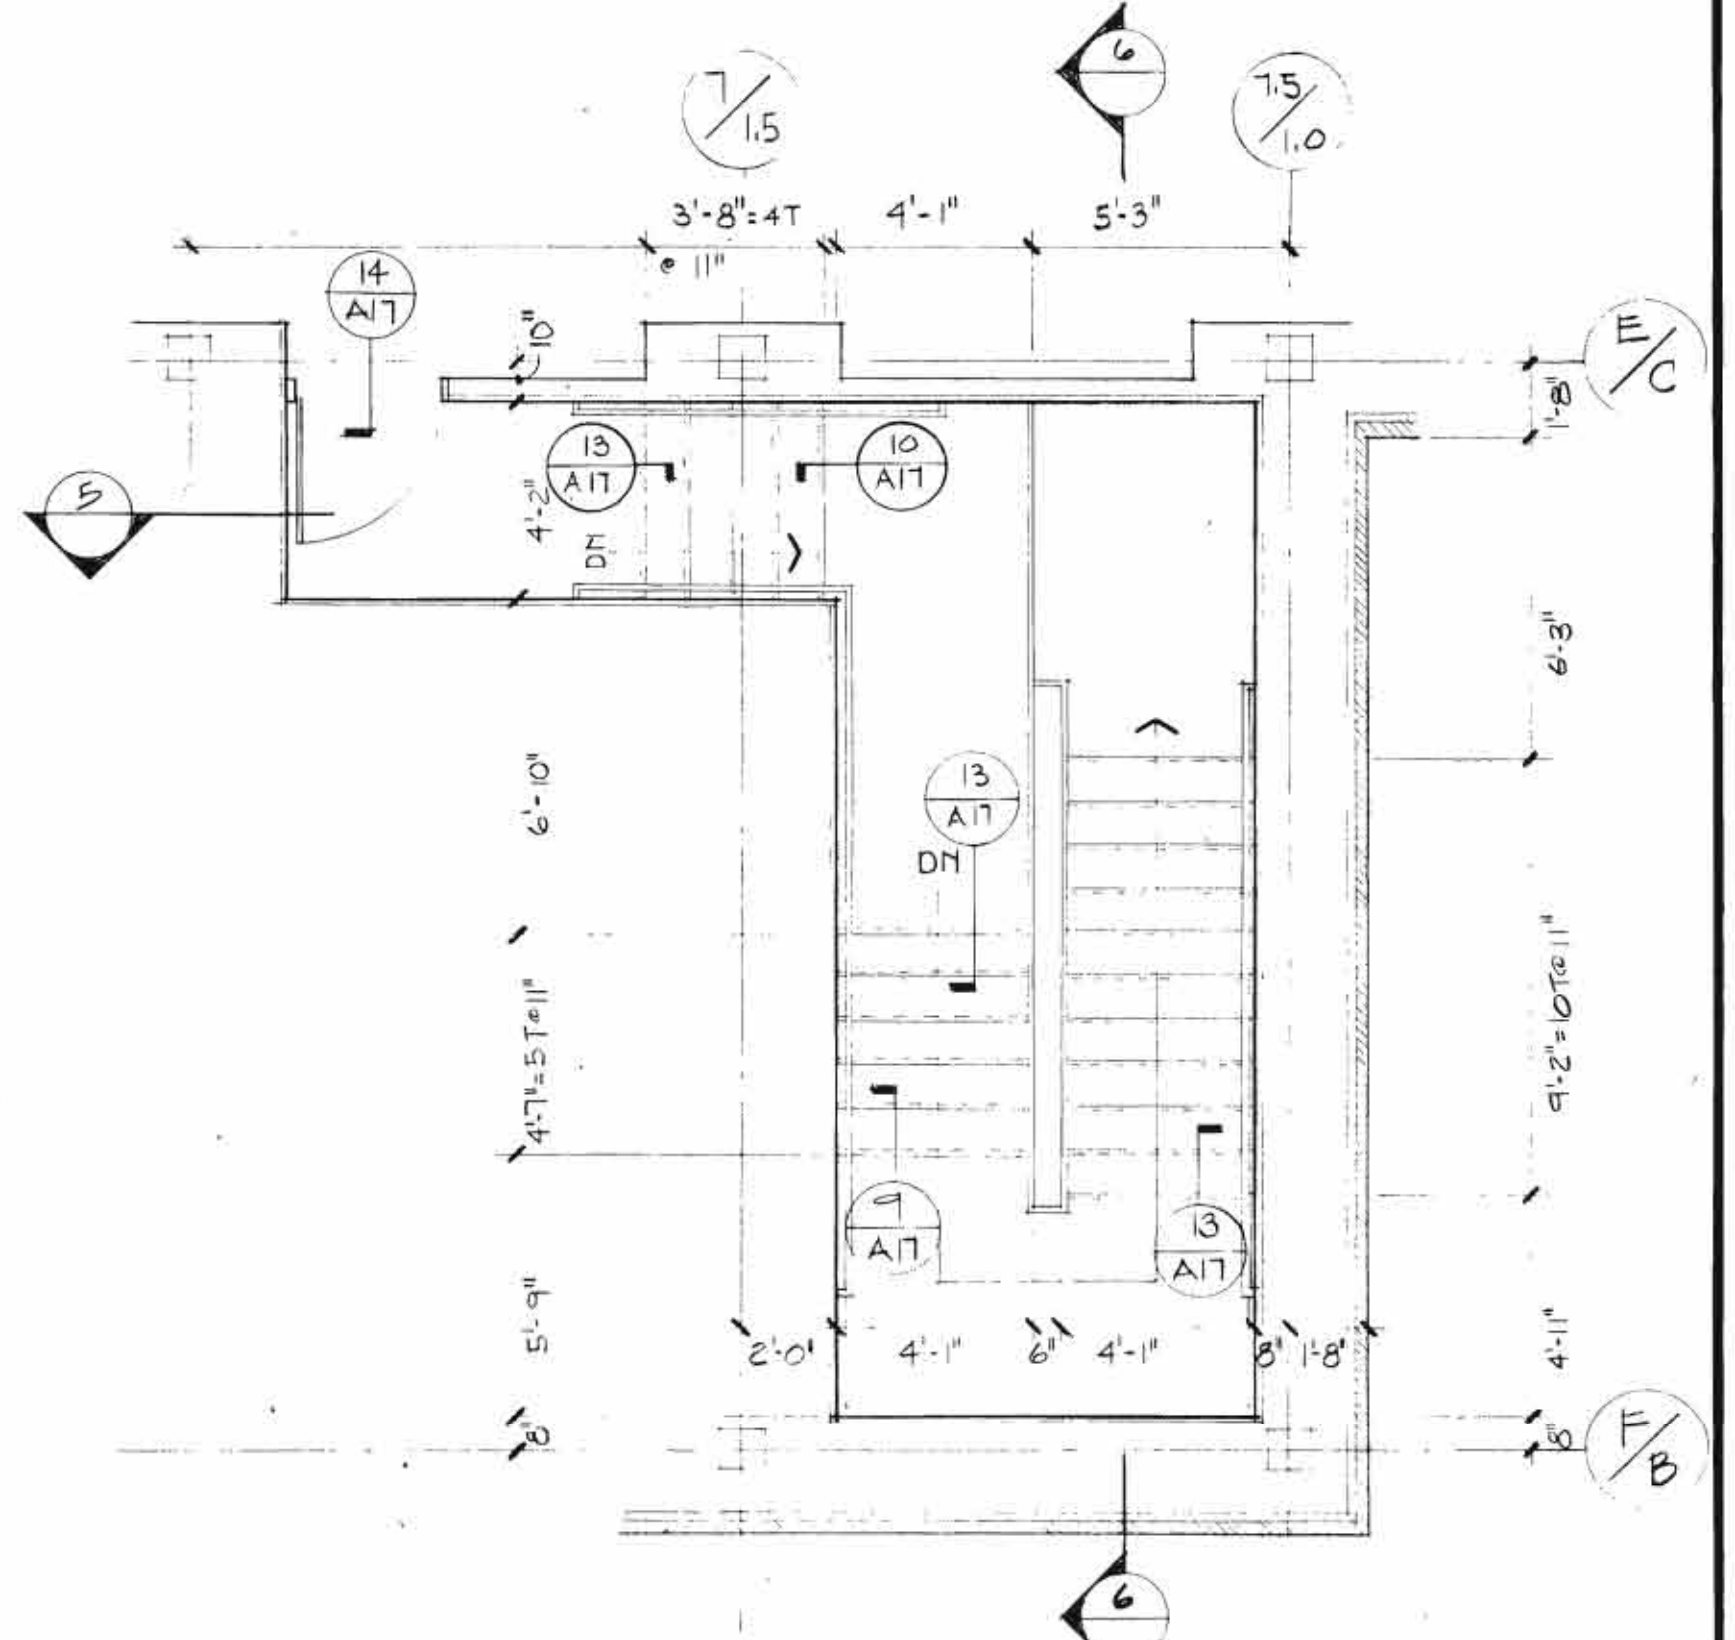 6
7
1.5
7.5
1.0
3'-8"=4T
4'-1"
5'-3"
@ 11"
14
A17
10"
E
C
1'-8"
13
A17
10
A17
5
4'-2"
DN
6'-3"
6'-10"
13
A17
DN
4'-7"=5T@11"
9'-2"=10T@11"
9
A17
13
A17
5'-9"
2'-0"
4'-1"
6"
4'-1"
8"
1'-8"
4'-11"
8"
8"
F
B
6